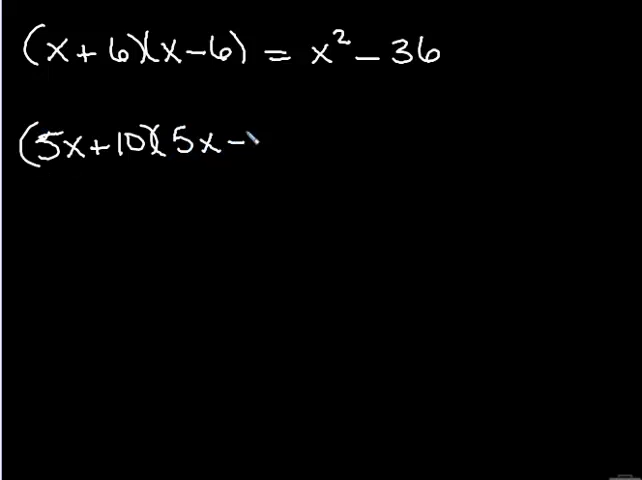 (x+6)(x-6) = x² - 36
(5x+10)(5x-